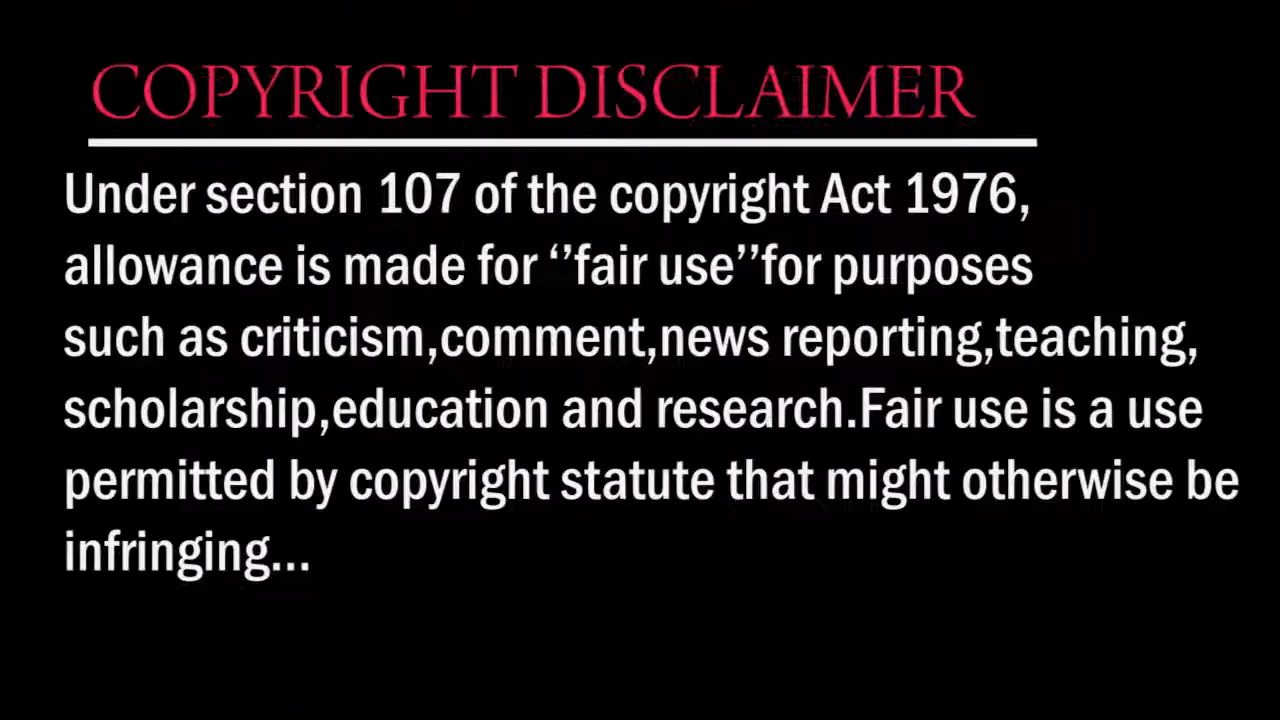 COPYRIGHT DISCLAIMER
Under section 107 of the copyright Act 1976,
allowance is made for ‘’fair use’’for purposes
such as criticism,comment,news reporting,teaching,
scholarship,education and research.Fair use is a use
permitted by copyright statute that might otherwise be
infringing...